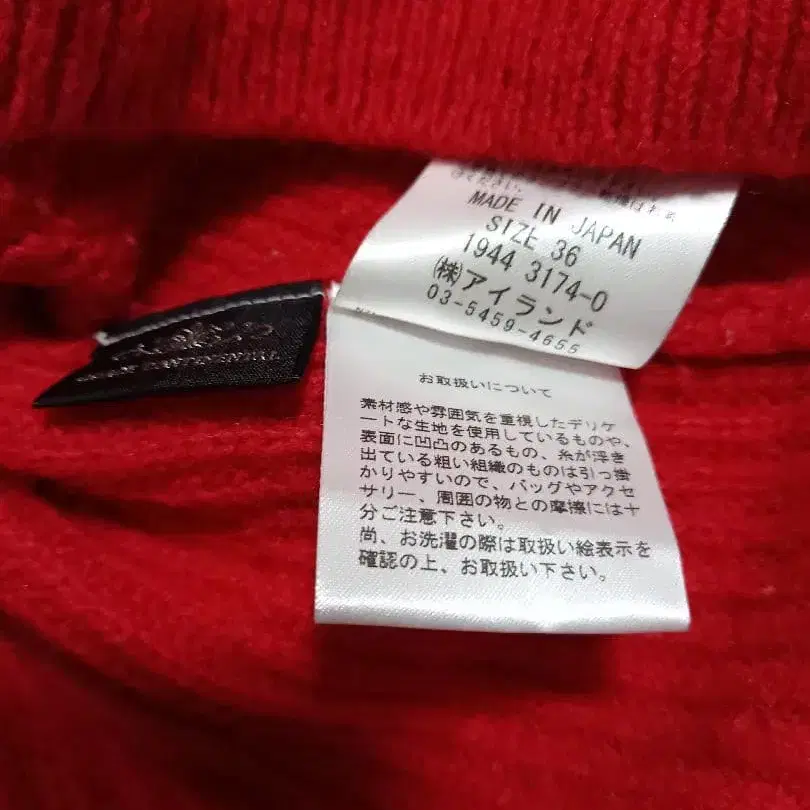 ください。
MADE IN JAPAN
SIZE 36
1944 3174-0
(株)アイランド
03-5459-4655
お取扱いについて
素材感や雰囲気を重視したデリケ
ートな生地を使用しているものや、
表面に凹凸のあるもの、糸が浮き
出ている粗い組織のものは引っ掛
かりやすいので、バッグやアクセ
サリー、周囲の物との摩擦には十
分ご注意下さい。
尚、お洗濯の際は取扱い絵表示を
確認の上、お取扱い下さい。